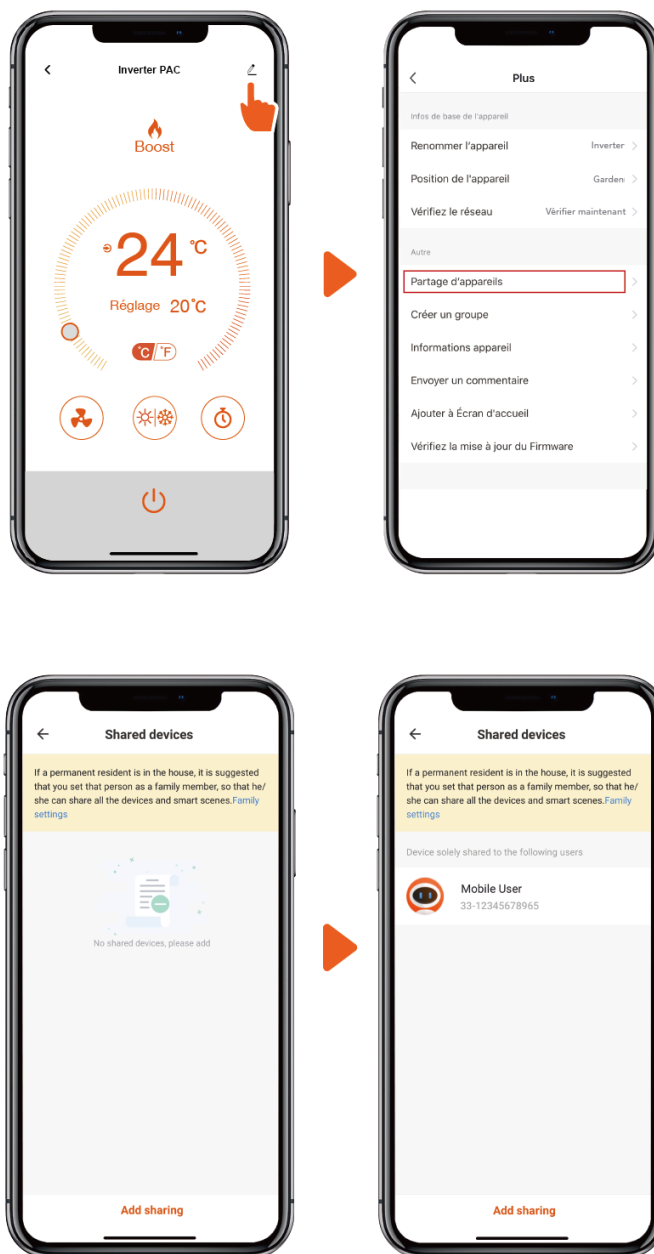 Inverter PAC
Boost
24 °C
Réglage 20°C
°C/°F
Plus
Infos de base de l'appareil
Renommer l'appareil Inverter
Position de l'appareil Garden
Vérifiez le réseau Vérifier maintenant
Autre
Partage d'appareils
Créer un groupe
Informations appareil
Envoyer un commentaire
Ajouter à Écran d'accueil
Vérifiez la mise à jour du Firmware
Shared devices
If a permanent resident is in the house, it is suggested
that you set that person as a family member, so that he/
she can share all the devices and smart scenes.Family
settings
No shared devices, please add
Add sharing
Shared devices
If a permanent resident is in the house, it is suggested
that you set that person as a family member, so that he/
she can share all the devices and smart scenes.Family
settings
Device solely shared to the following users
Mobile User
33-12345678965
Add sharing